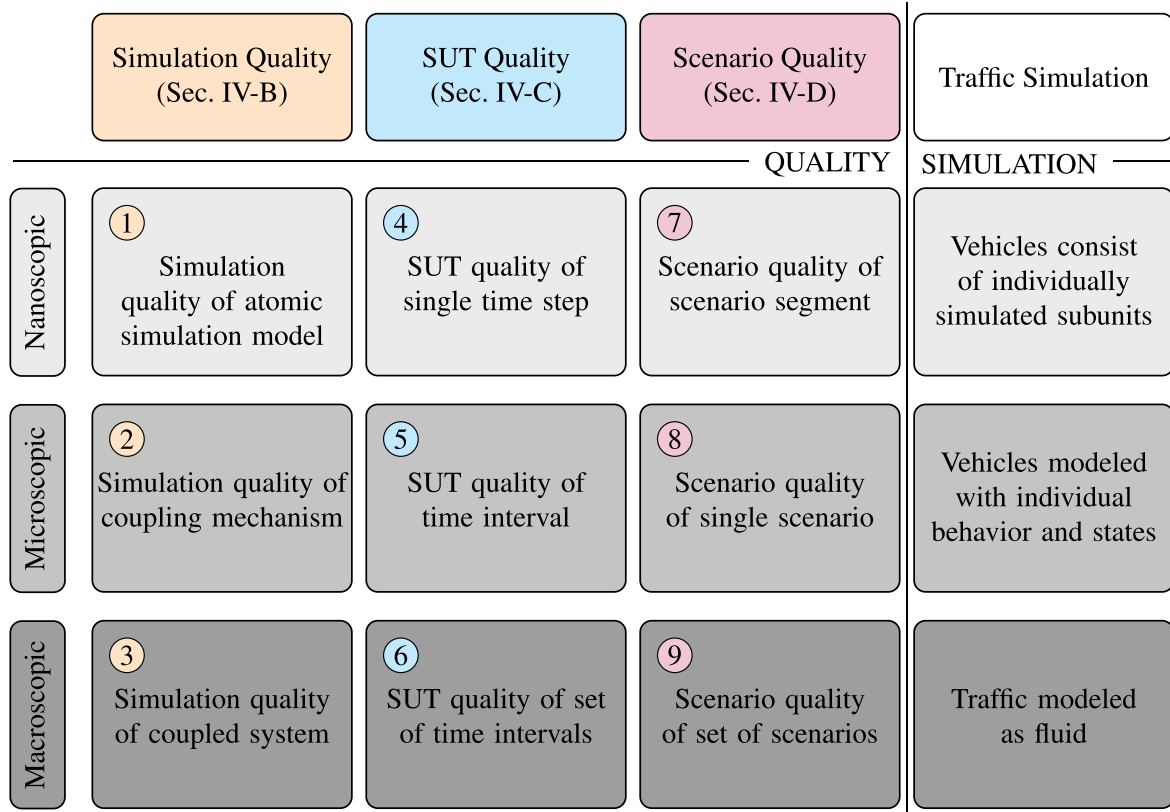 Simulation Quality
(Sec. IV-B)
SUT Quality
(Sec. IV-C)
Scenario Quality
(Sec. IV-D)
Traffic Simulation
QUALITY
SIMULATION
Nanoscopic
1
Simulation
quality of atomic
simulation model
4
SUT quality of
single time step
7
Scenario quality of
scenario segment
Vehicles consist
of individually
simulated subunits
Microscopic
2
Simulation quality of
coupling mechanism
5
SUT quality of
time interval
8
Scenario quality
of single scenario
Vehicles modeled
with individual
behavior and states
Macroscopic
3
Simulation quality
of coupled system
6
SUT quality of set
of time intervals
9
Scenario quality
of set of scenarios
Traffic modeled
as fluid